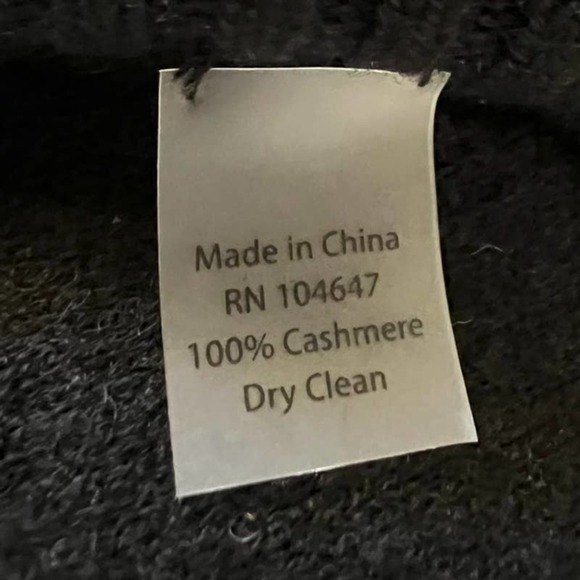 Made in China
RN 104647
100% Cashmere
Dry Clean